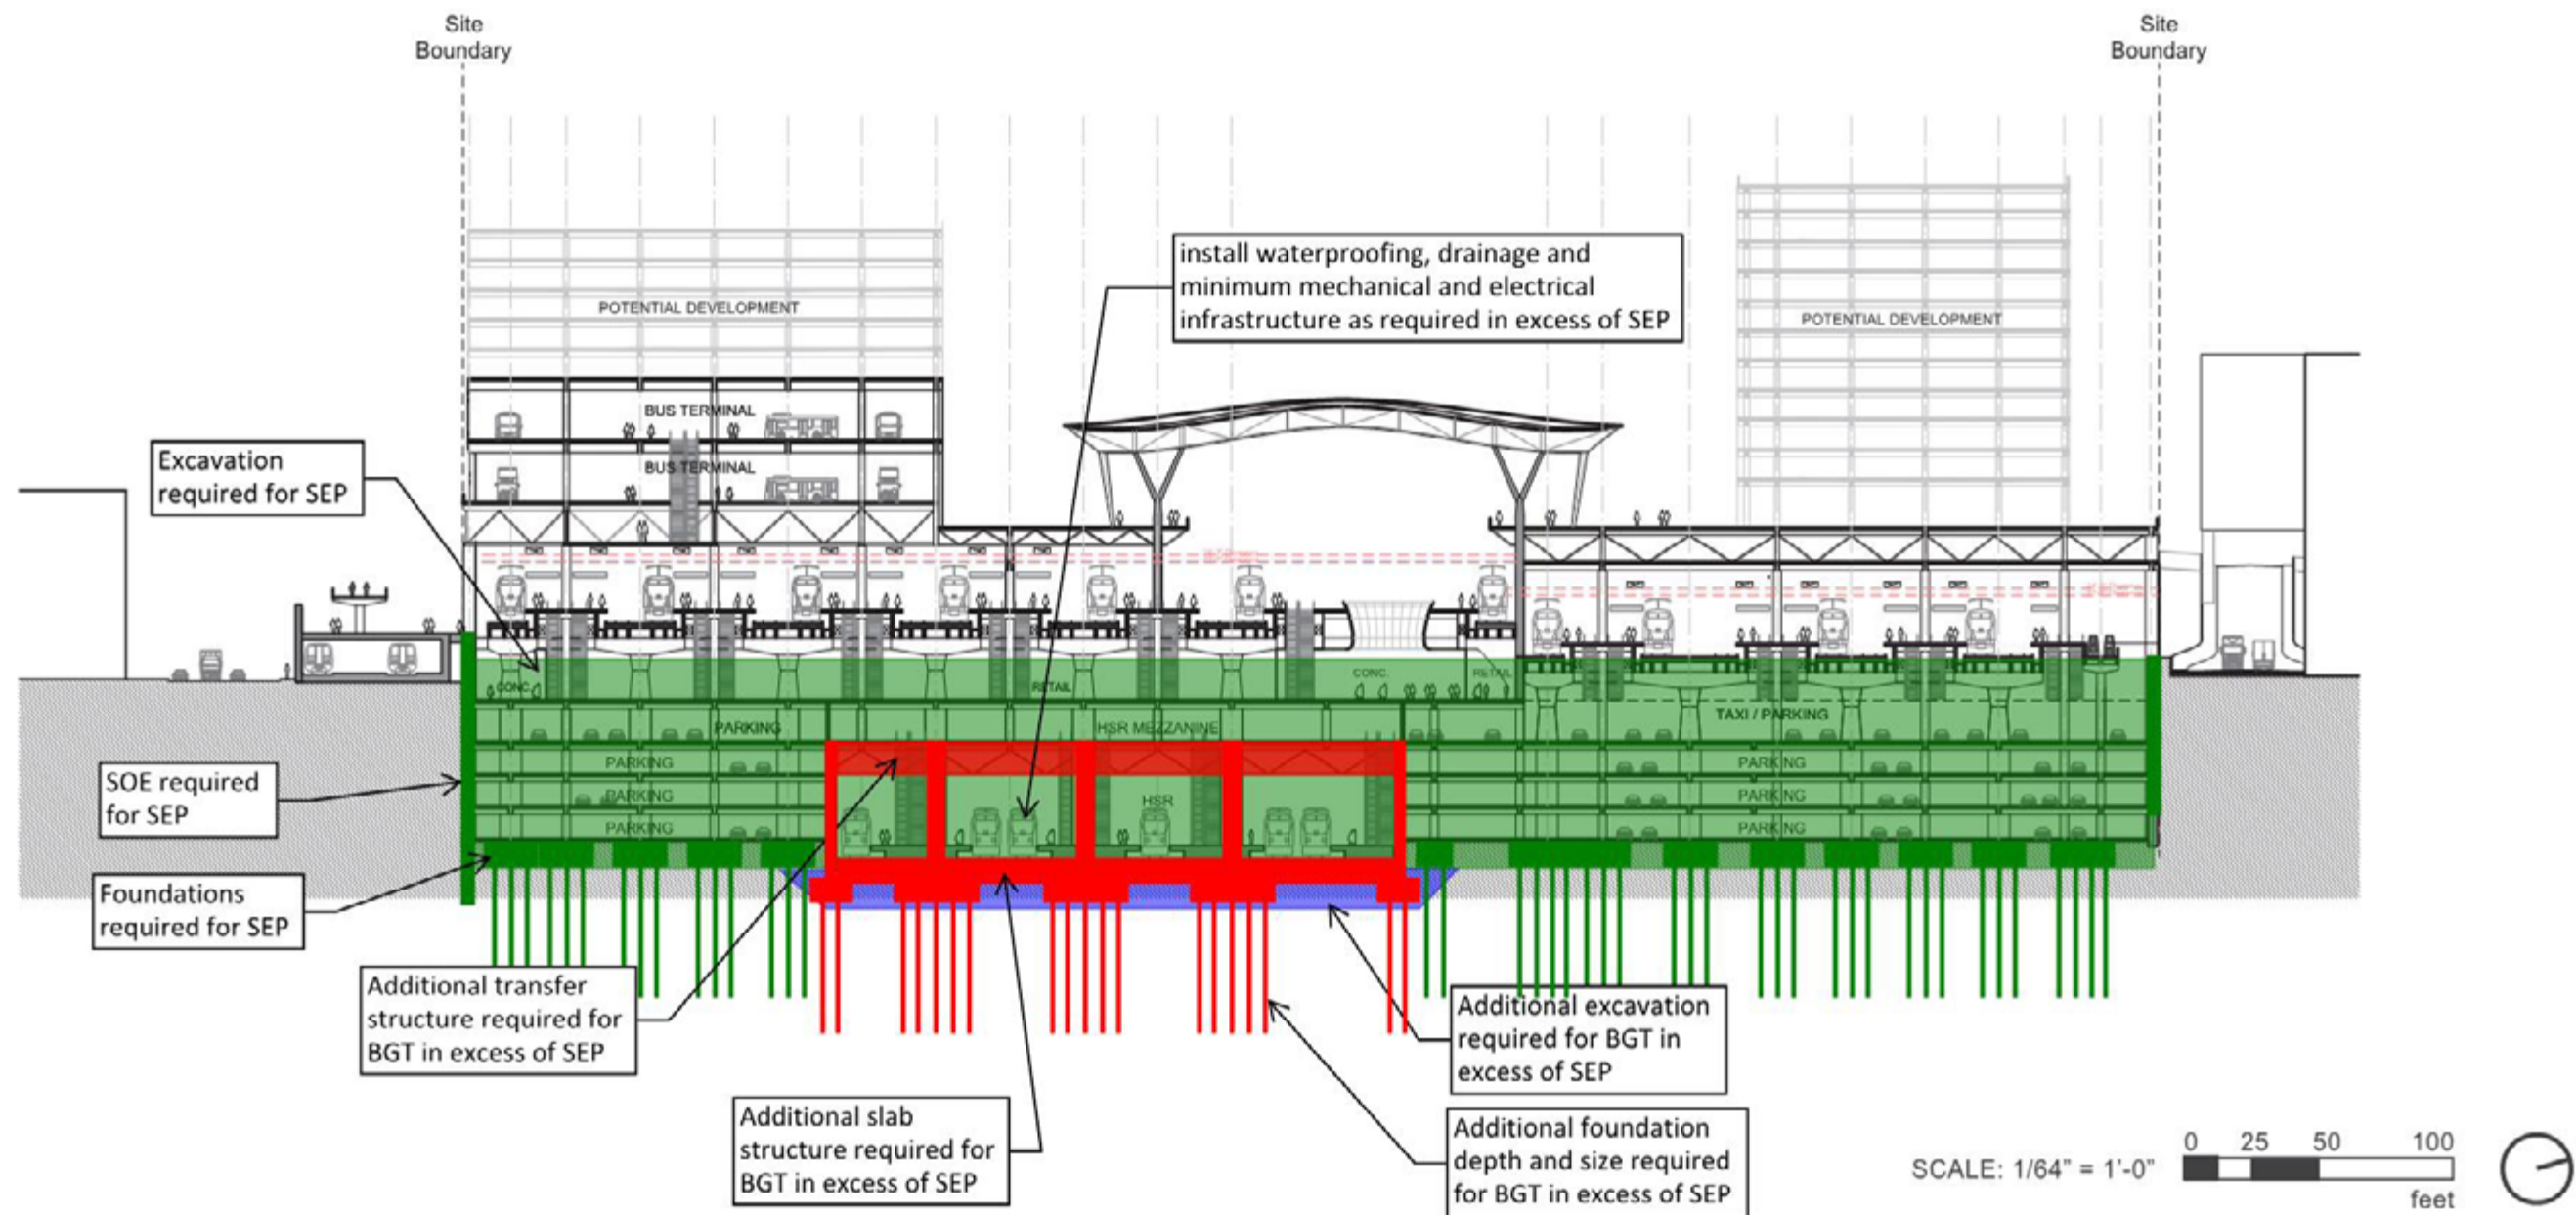 Site
Boundary
Site
Boundary
install waterproofing, drainage and
minimum mechanical and electrical
infrastructure as required in excess of SEP
POTENTIAL DEVELOPMENT
POTENTIAL DEVELOPMENT
BUS TERMINAL
BUS TERMINAL
Excavation
required for SEP
CONC.
RETAIL
CONC.
RETAIL
PARKING
HSR MEZZANINE
TAXI / PARKING
PARKING
PARKING
SOE required
for SEP
PARKING
HSR
PARKING
PARKING
PARKING
Foundations
required for SEP
Additional transfer
structure required for
BGT in excess of SEP
Additional excavation
required for BGT in
excess of SEP
Additional slab
structure required for
BGT in excess of SEP
Additional foundation
depth and size required
for BGT in excess of SEP
SCALE: 1/64" = 1'-0"
0 25 50 100
feet